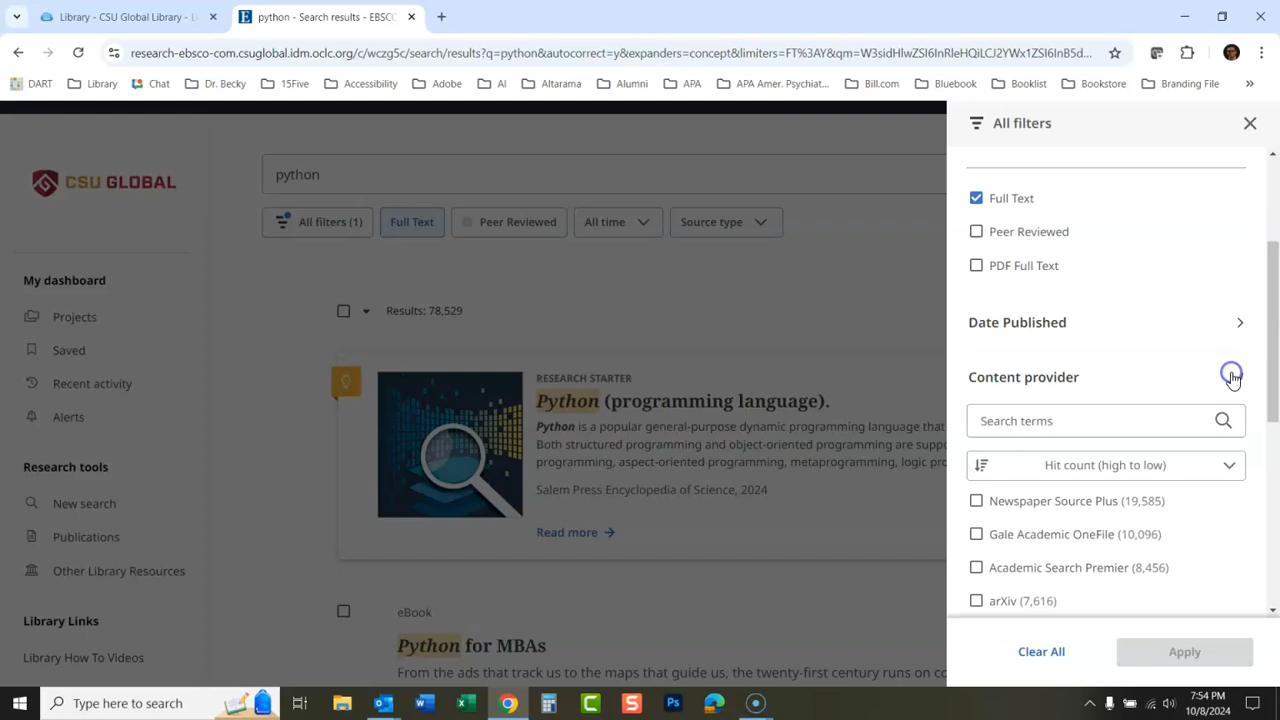 Library - CSU Global Library - L
python - Search results - EBSCO
research-ebsco-com.csuglobal.idm.oclc.org/c/wczg5c/search/results?q=python&autocorrect=y&expanders=concept&limiters=FT%3AY&qm=W3sidHlwZSI6InRleHQiLCJ2YWx1ZSI6InB5d...
DART
Library
Chat
Dr. Becky
15Five
Accessibility
Adobe
AI
Altarama
Alumni
APA
APA Amer. Psychiat...
Bill.com
Bluebook
Booklist
Bookstore
Branding File
»
CSU GLOBAL
My dashboard
Projects
Saved
Recent activity
Alerts
Research tools
New search
Publications
Other Library Resources
Library Links
Library How To Videos
python
All filters (1)
Full Text
Peer Reviewed
All time
Source type
Results: 78,529
RESEARCH STARTER
Python (programming language).
Python is a popular general-purpose dynamic programming language that
Both structured programming and object-oriented programming are supp
programming, aspect-oriented programming, metaprogramming, logic pro
Salem Press Encyclopedia of Science, 2024
Read more
eBook
Python for MBAs
From the ads that track us to the maps that guide us, the twenty-first century runs on co
All filters
Full Text
Peer Reviewed
PDF Full Text
Date Published
Content provider
Search terms
Hit count (high to low)
Newspaper Source Plus (19,585)
Gale Academic OneFile (10,096)
Academic Search Premier (8,456)
arXiv (7,616)
Clear All
Apply
Type here to search
7:54 PM
10/8/2024